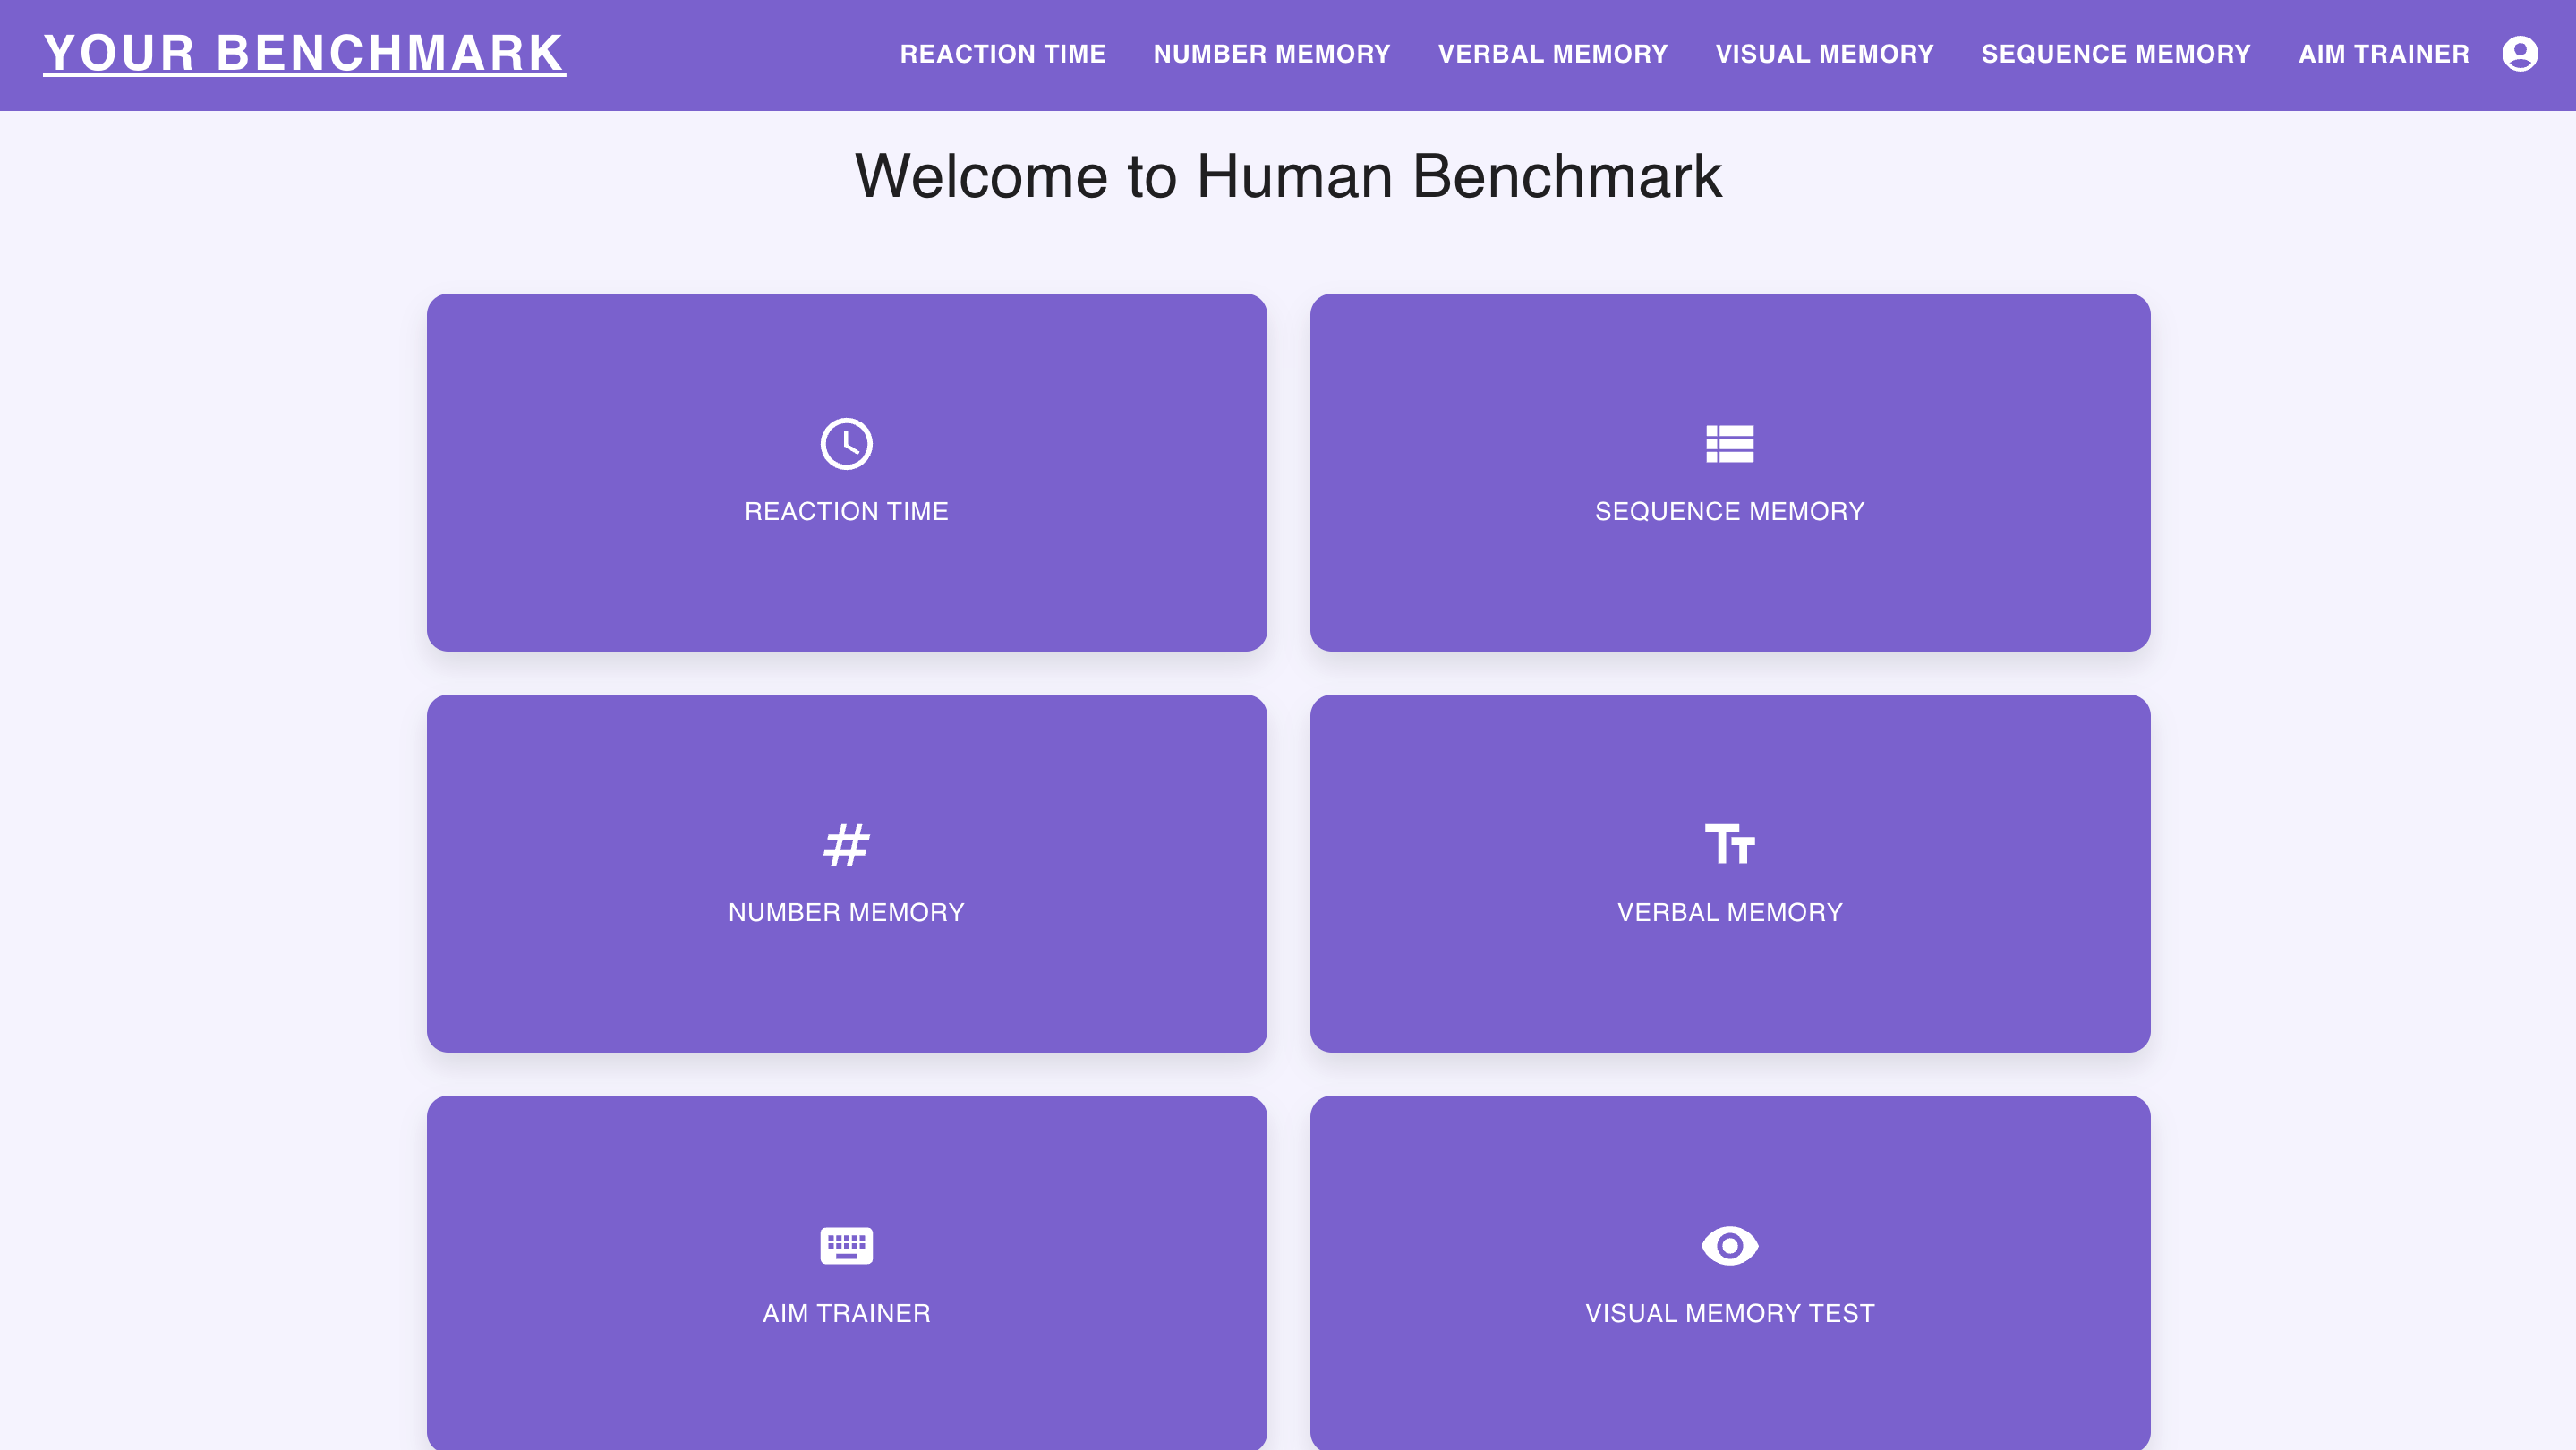 YOUR BENCHMARK
REACTION TIME
NUMBER MEMORY
VERBAL MEMORY
VISUAL MEMORY
SEQUENCE MEMORY
AIM TRAINER
Welcome to Human Benchmark
REACTION TIME
SEQUENCE MEMORY
NUMBER MEMORY
VERBAL MEMORY
AIM TRAINER
VISUAL MEMORY TEST